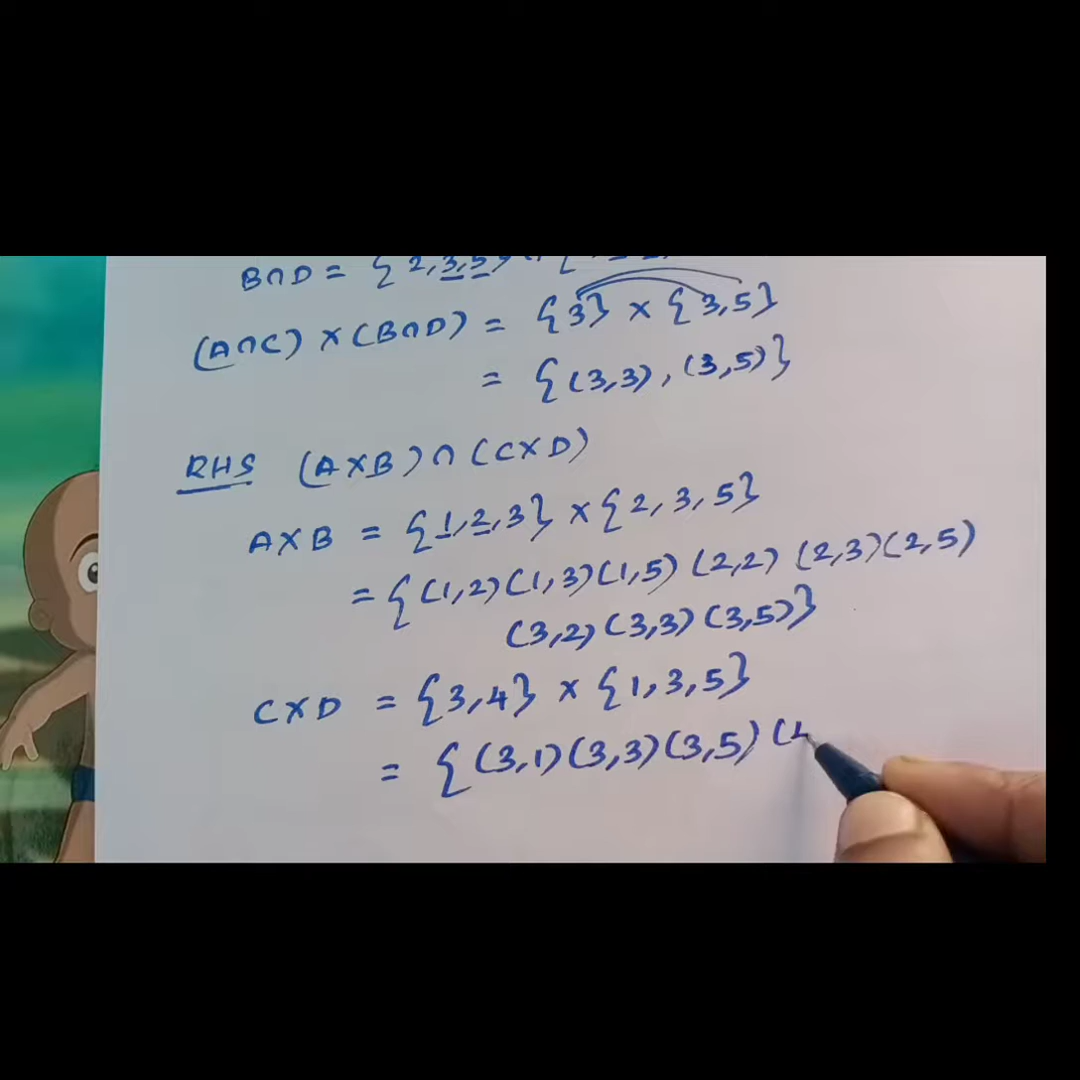 B∩D = {2,3,5} ∩ {
(A∩C) × (B∩D) = {3} × {3,5}
= {(3,3), (3,5)}
RHS (A×B) ∩ (C×D)
A×B = {1,2,3} × {2,3,5}
= {(1,2)(1,3)(1,5)(2,2)(2,3)(2,5)
(3,2)(3,3)(3,5)}
C×D = {3,4} × {1,3,5}
= {(3,1)(3,3)(3,5)(4